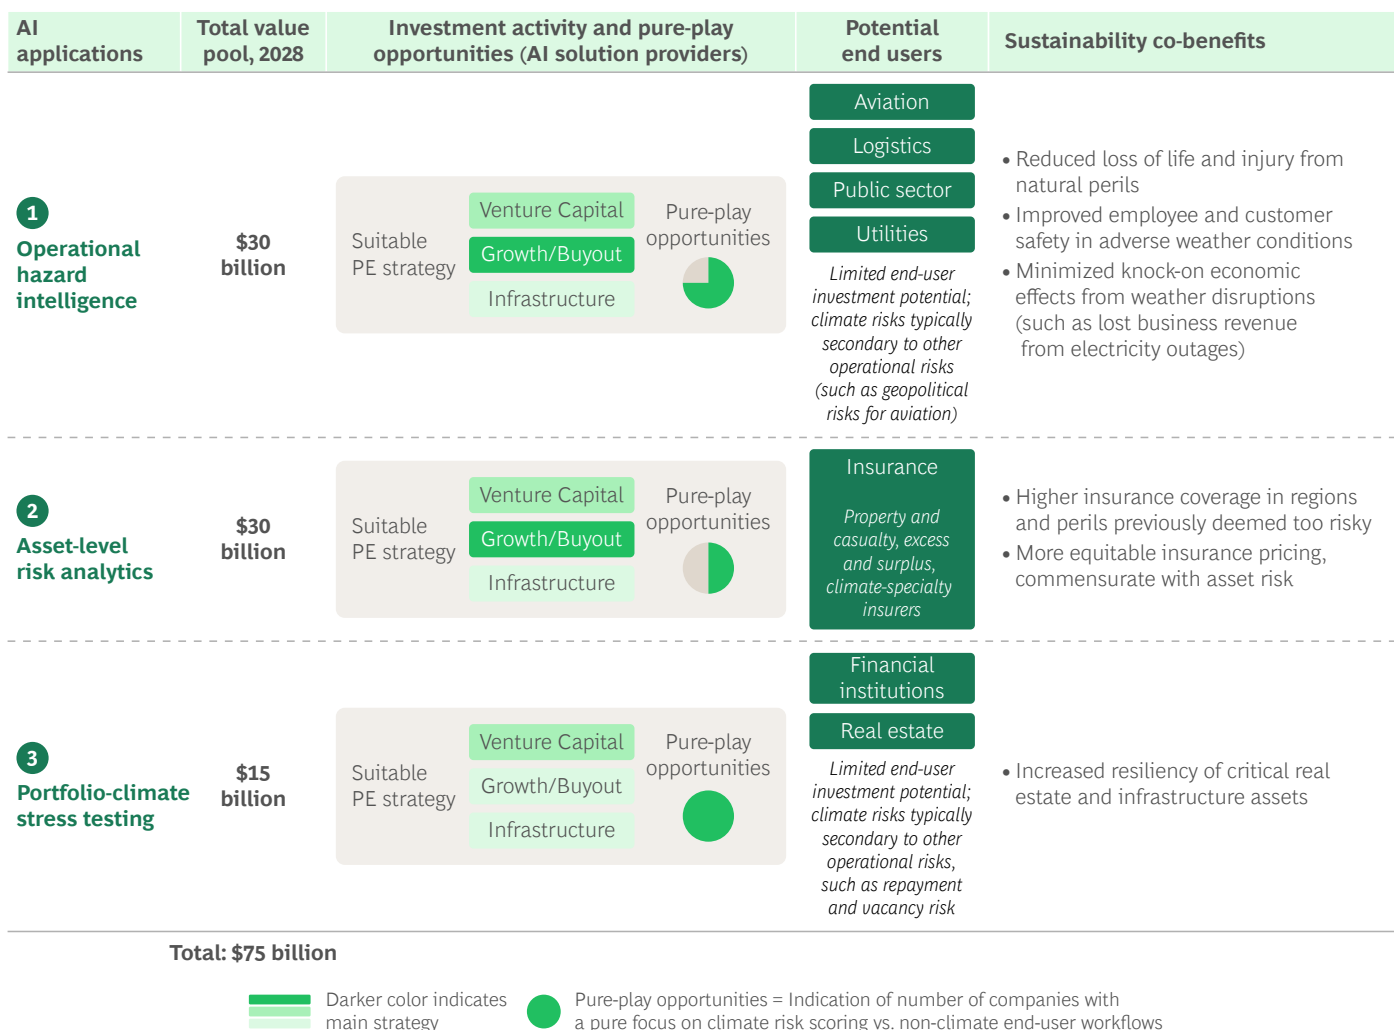 AI
applications
Total value
pool, 2028
Investment activity and pure-play
opportunities (AI solution providers)
Potential
end users
Sustainability co-benefits
1
Operational
hazard
intelligence
$30
billion
Suitable
PE strategy
Venture Capital
Growth/Buyout
Infrastructure
Pure-play
opportunities
Aviation
Logistics
Public sector
Utilities
Limited end-user
investment potential;
climate risks typically
secondary to other
operational risks
(such as geopolitical
risks for aviation)
• Reduced loss of life and injury from
natural perils
• Improved employee and customer
safety in adverse weather conditions
• Minimized knock-on economic
effects from weather disruptions
(such as lost business revenue
from electricity outages)
2
Asset-level
risk analytics
$30
billion
Suitable
PE strategy
Venture Capital
Growth/Buyout
Infrastructure
Pure-play
opportunities
Insurance
Property and
casualty, excess
and surplus,
climate-specialty
insurers
• Higher insurance coverage in regions
and perils previously deemed too risky
• More equitable insurance pricing,
commensurate with asset risk
3
Portfolio-climate
stress testing
$15
billion
Suitable
PE strategy
Venture Capital
Growth/Buyout
Infrastructure
Pure-play
opportunities
Financial
institutions
Real estate
Limited end-user
investment potential;
climate risks typically
secondary to other
operational risks,
such as repayment
and vacancy risk
• Increased resiliency of critical real
estate and infrastructure assets
Total: $75 billion
Darker color indicates
main strategy
Pure-play opportunities = Indication of number of companies with
a pure focus on climate risk scoring vs. non-climate end-user workflows